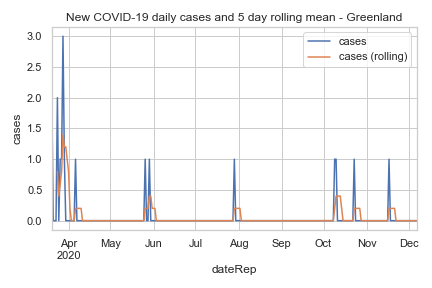 New COVID-19 daily cases and 5 day rolling mean - Greenland
cases
cases (rolling)
3.0
2.5
2.0
1.5
1.0
0.5
0.0
cases
Apr May Jun Jul Aug Sep Oct Nov Dec
2020
dateRep